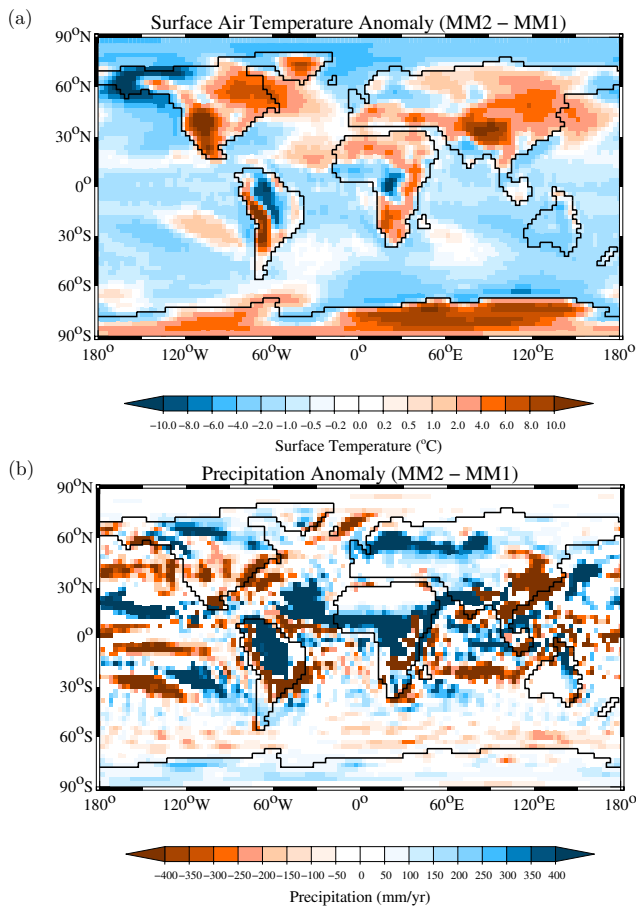 (a)
Surface Air Temperature Anomaly (MM2 − MM1)
90°N
60°N
30°N
0°
30°S
60°S
90°S
180° 120°W 60°W 0° 60°E 120°E 180°
−10.0 −8.0 −4.0 −2.0 −1.0 −0.5 −0.2 0.0 0.2 0.5 1.0 2.0 4.0 8.0 10.0
Surface Temperature (°C)
(b)
Precipitation Anomaly (MM2 − MM1)
90°N
60°N
30°N
0°
30°S
60°S
90°S
180° 120°W 60°W 0° 60°E 120°E 180°
−400 −350 −300 −250 −200 −150 −100 −50 0 50 100 150 200 250 300 350 400
Precipitation (mm/yr)